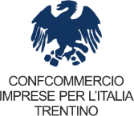 CONFCOMMERCIO
IMPRESE PER L'ITALIA
TRENTINO